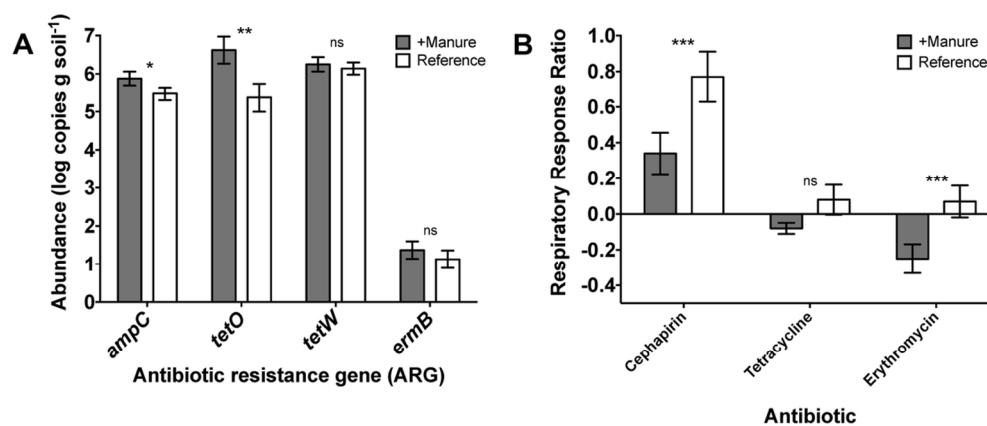 A
Abundance (log copies g soil⁻¹)
7
6
5
4
3
2
1
0
*
**
ns
ns
+Manure
Reference
ampC
tetO
tetW
ermB
Antibiotic resistance gene (ARG)
B
Respiratory Response Ratio
1.0
0.8
0.6
0.4
0.2
0.0
-0.2
-0.4
***
ns
***
+Manure
Reference
Cephapirin
Tetracycline
Erythromycin
Antibiotic